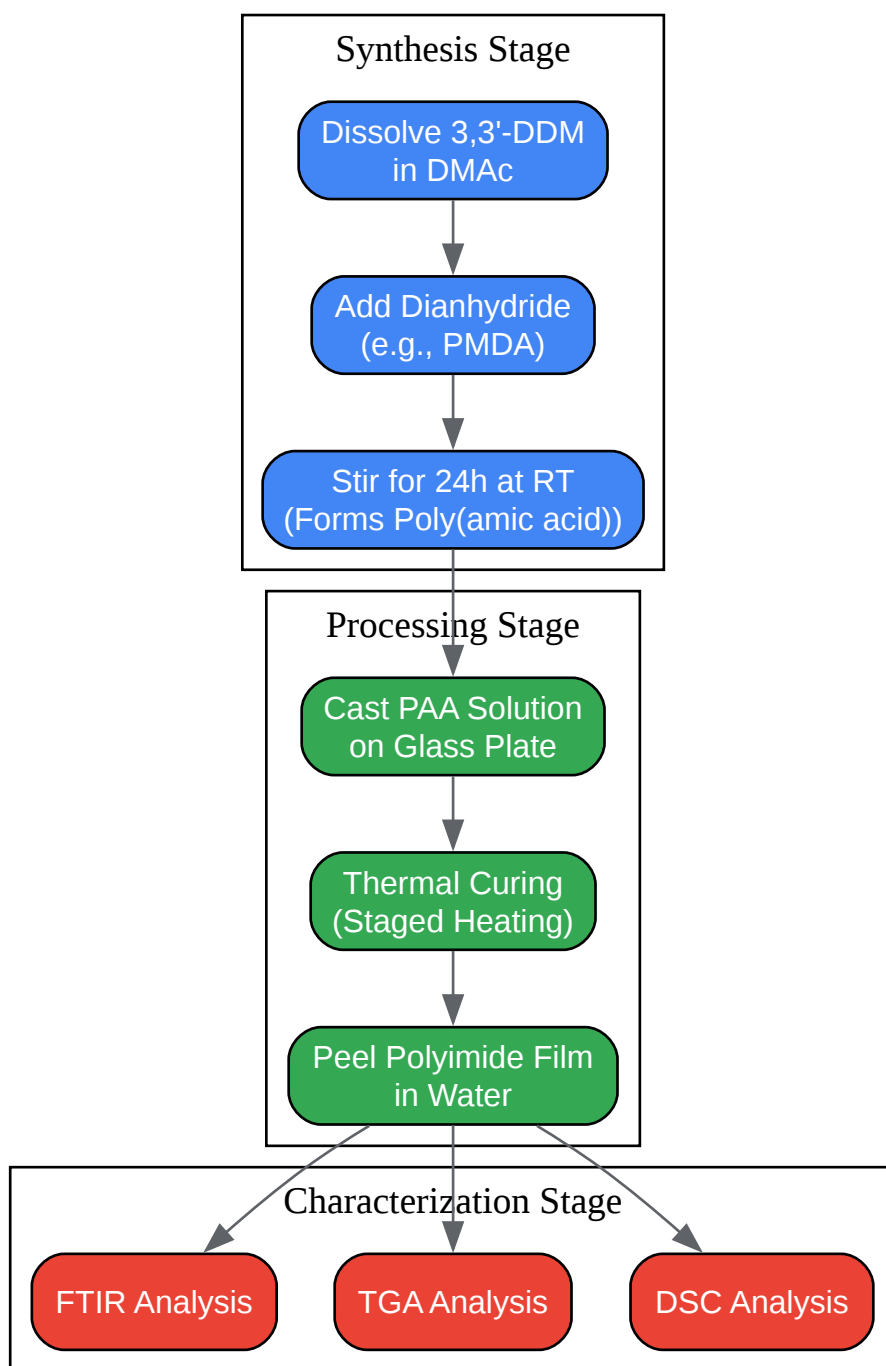 Synthesis Stage
Dissolve 3,3'-DDM
in DMAc
Add Dianhydride
(e.g., PMDA)
Stir for 24h at RT
(Forms Poly(amic acid))
Processing Stage
Cast PAA Solution
on Glass Plate
Thermal Curing
(Staged Heating)
Peel Polyimide Film
in Water
Characterization Stage
FTIR Analysis
TGA Analysis
DSC Analysis